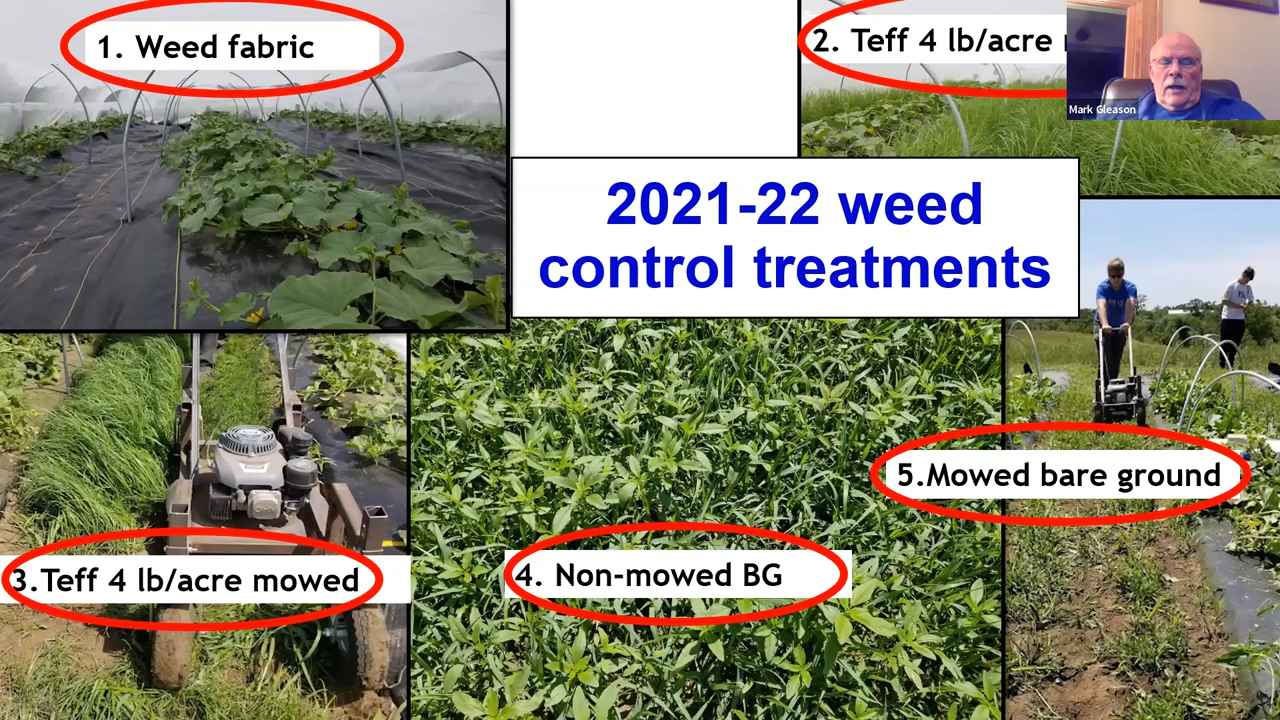 1. Weed fabric
2. Teff 4 lb/acre
Mark Gleason
2021-22 weed
control treatments
5.Mowed bare ground
3.Teff 4 lb/acre mowed
4. Non-mowed BG